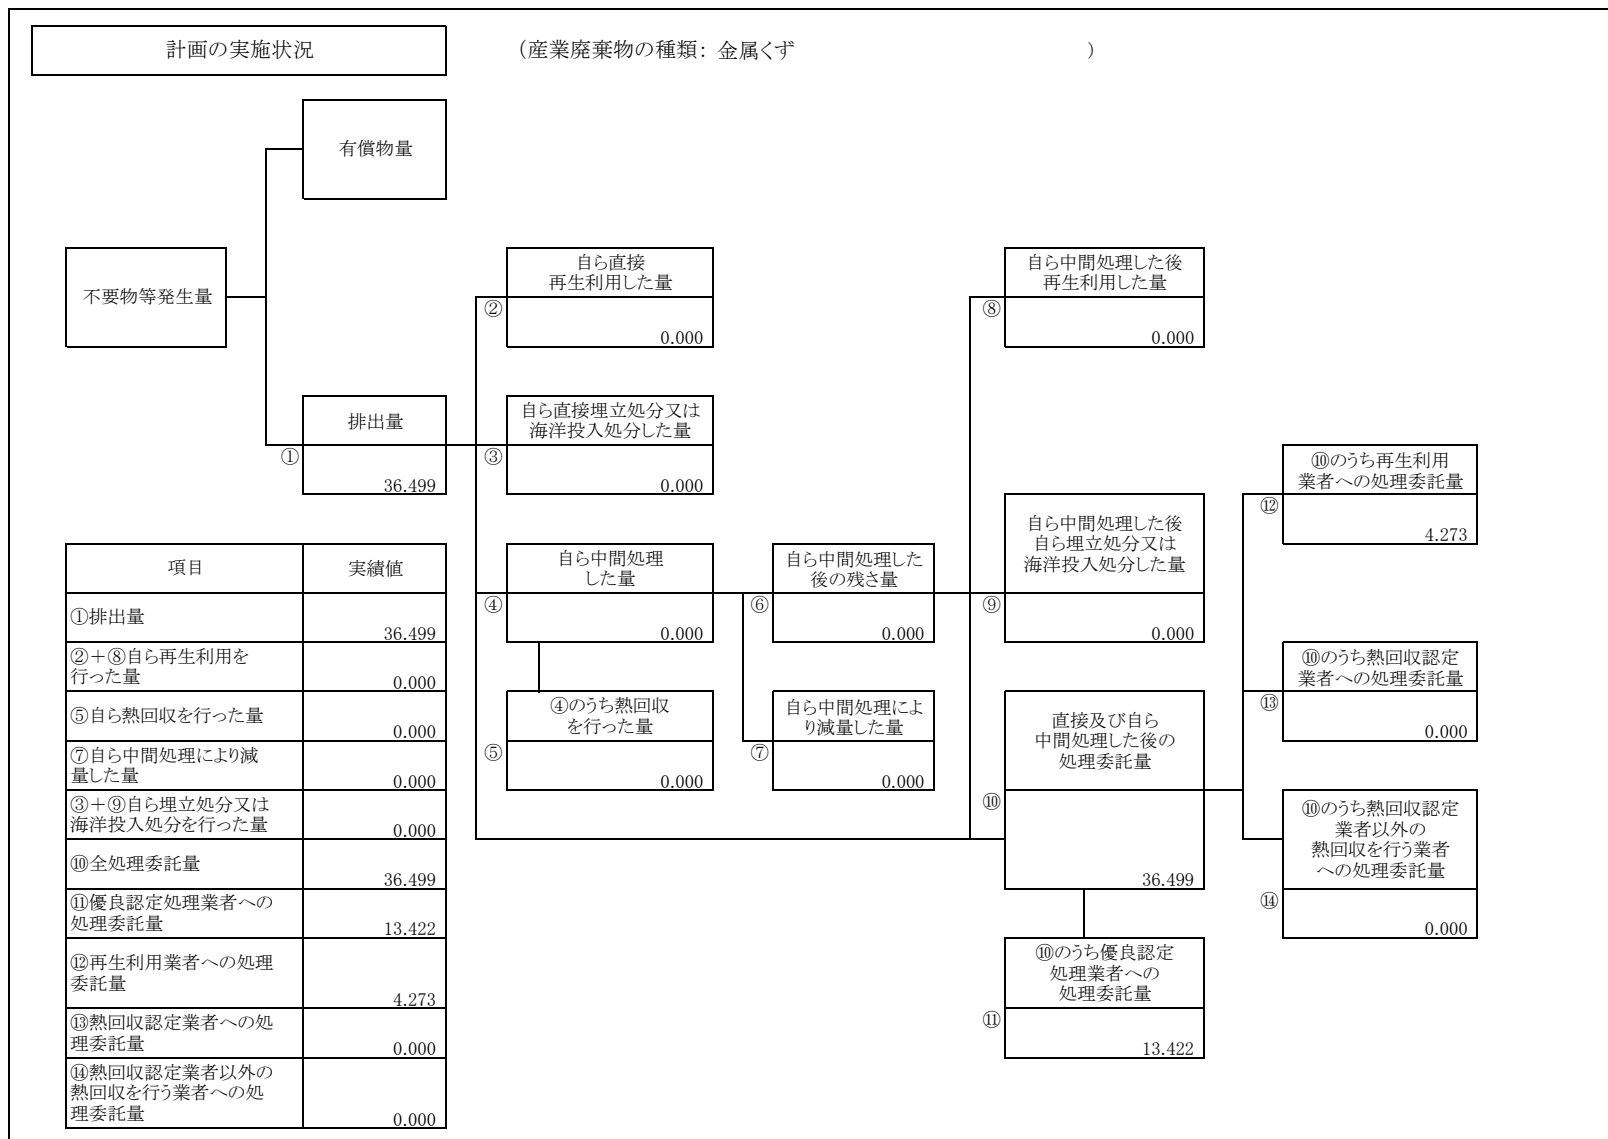 計画の実施状況
（産業廃棄物の種類：金属くず　）
有償物量
不要物等発生量
自ら直接
再生利用した量
②
0.000
自ら中間処理した後
再生利用した量
⑧
0.000
排出量
①
36.499
自ら直接埋立処分又は
海洋投入処分した量
③
0.000
⑩のうち再生利用
業者への処理委託量
⑫
4.273
自ら中間処理
した量
④
0.000
自ら中間処理した
後の残さ量
⑥
0.000
自ら中間処理した後
自ら埋立処分又は
海洋投入処分した量
⑨
0.000
⑩のうち熱回収認定
業者への処理委託量
⑬
0.000
④のうち熱回収
を行った量
⑤
0.000
自ら中間処理によ
り減量した量
⑦
0.000
直接及び自ら
中間処理した後の
処理委託量
⑩
36.499
⑩のうち熱回収認定
業者以外の
熱回収を行う業者
への処理委託量
⑭
0.000
⑩のうち優良認定
処理業者への
処理委託量
⑪
13.422
項目 実績値
①排出量
36.499
②＋⑧自ら再生利用を
行った量
0.000
⑤自ら熱回収を行った量
0.000
⑦自ら中間処理により減
量した量
0.000
③＋⑨自ら埋立処分又は
海洋投入処分を行った量
0.000
⑩全処理委託量
36.499
⑪優良認定処理業者への
処理委託量
13.422
⑫再生利用業者への処理
委託量
4.273
⑬熱回収認定業者への処
理委託量
0.000
⑭熱回収認定業者以外の
熱回収を行う業者への処
理委託量
0.000